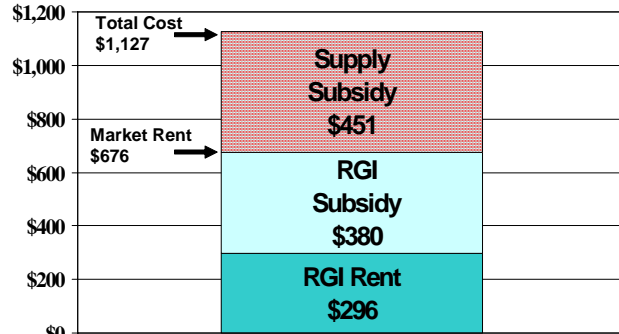 $1,200
Total Cost
$1,127
$1,000
Supply
Subsidy
$451
$800
Market Rent
$676
$600
RGI
Subsidy
$380
$400
$200
RGI Rent
$296
$0